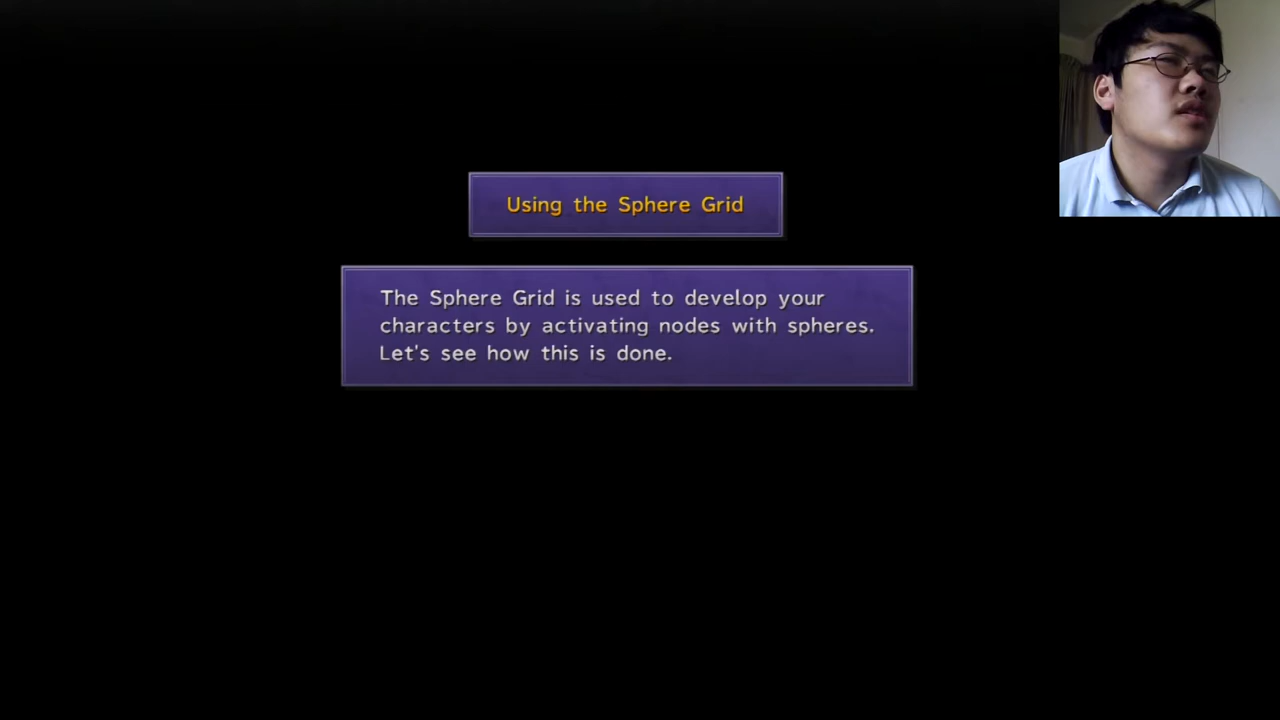 Using the Sphere Grid
The Sphere Grid is used to develop your
characters by activating nodes with spheres.
Let's see how this is done.